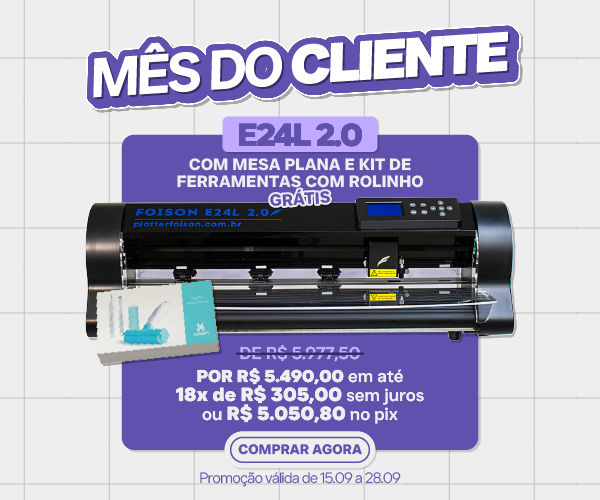 MÊS DO CLIENTE
E24L 2.0
COM MESA PLANA E KIT DE
FERRAMENTAS COM ROLINHO
GRÁTIS
FOISON E24L 2.0
plotterfoison.com.br
DE R$ 5.977,50
POR R$ 5.490,00 em até
18x de R$ 305,00 sem juros
ou R$ 5.050,80 no pix
COMPRAR AGORA
Promoção válida de 15.09 a 28.09